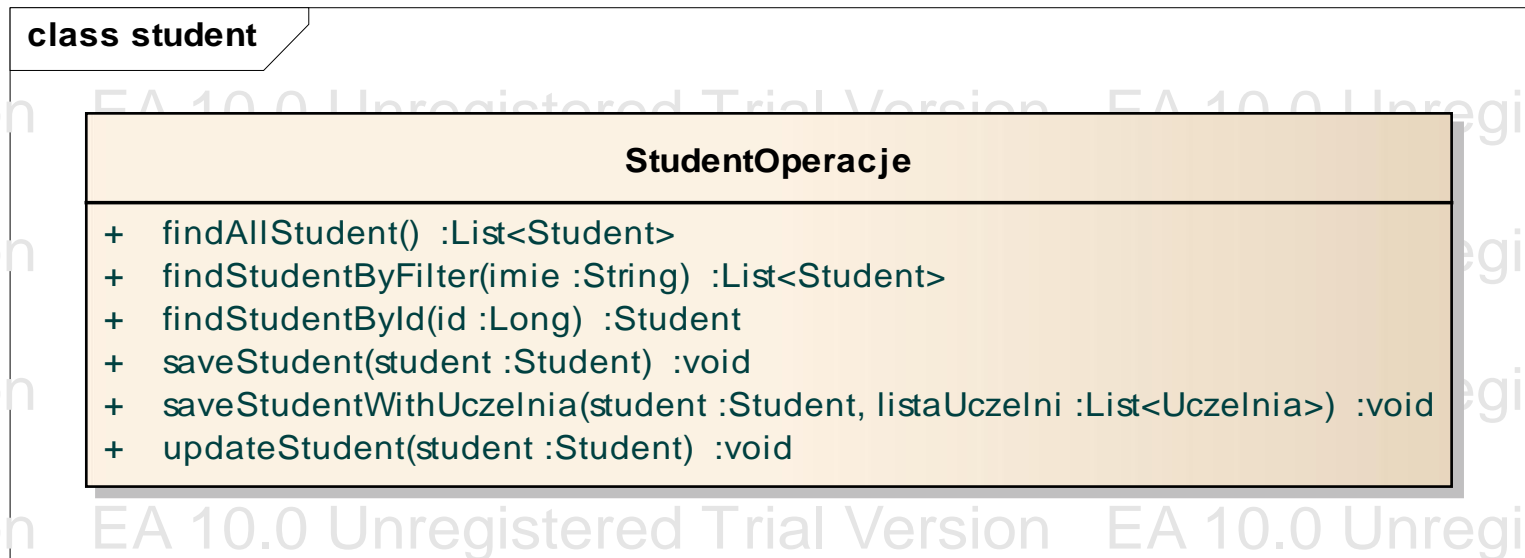 class student
n EA 10.0 Unregistered Trial Version EA 10.0 Unregi
StudentOperacje
+ findAllStudent() :List<Student>
+ findStudentByFilter(imie :String) :List<Student>
+ findStudentById(id :Long) :Student
+ saveStudent(student :Student) :void
+ saveStudentWithUczelnia(student :Student, listaUczelni :List<Uczelnia>) :void
+ updateStudent(student :Student) :void
n EA 10.0 Unregistered Trial Version EA 10.0 Unregi